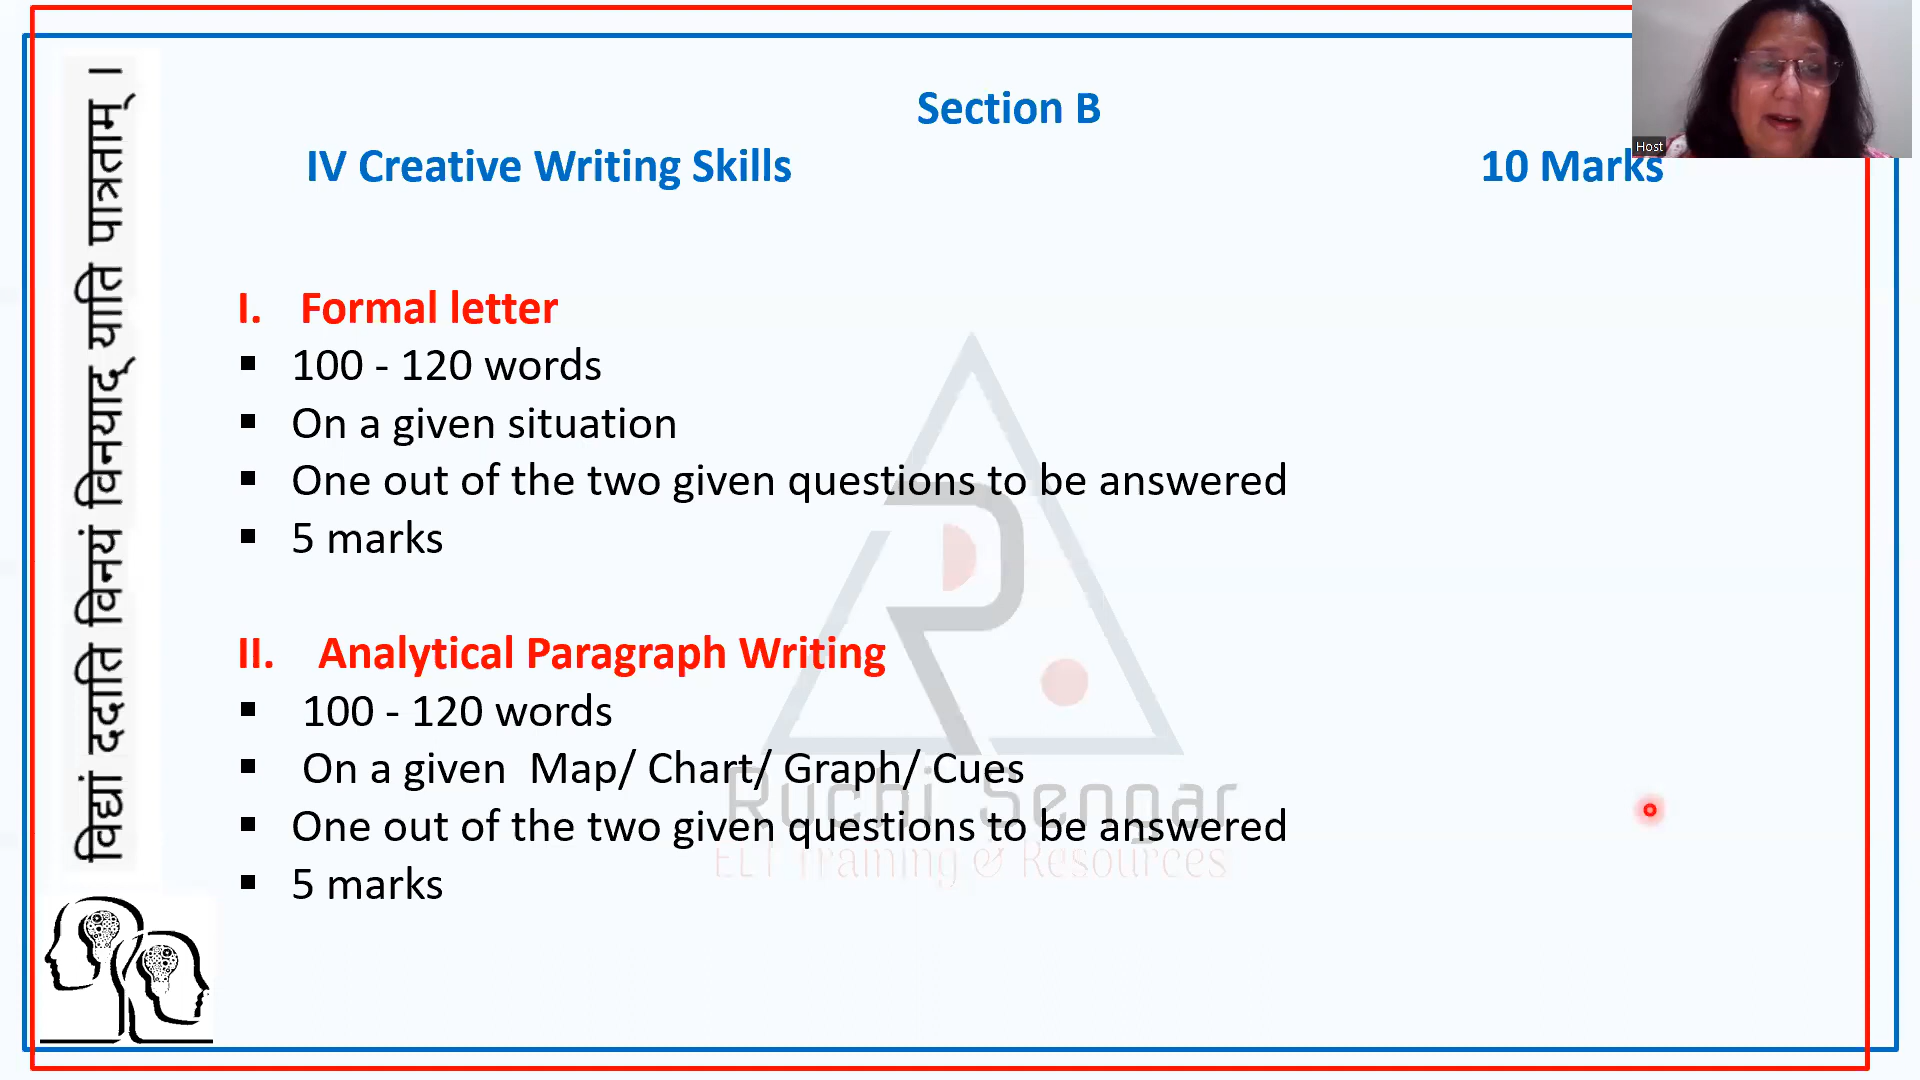 Section B
IV Creative Writing Skills 10 Marks
Host
I. Formal letter
▪ 100 - 120 words
▪ On a given situation
▪ One out of the two given questions to be answered
▪ 5 marks
II. Analytical Paragraph Writing
▪ 100 - 120 words
▪ On a given Map/ Chart/ Graph/ Cues
▪ One out of the two given questions to be answered
▪ 5 marks
Ruchi Sengar
ELT Training & Resources
विद्यां ददाति विनयं विनयाद् याति पात्रताम् ।